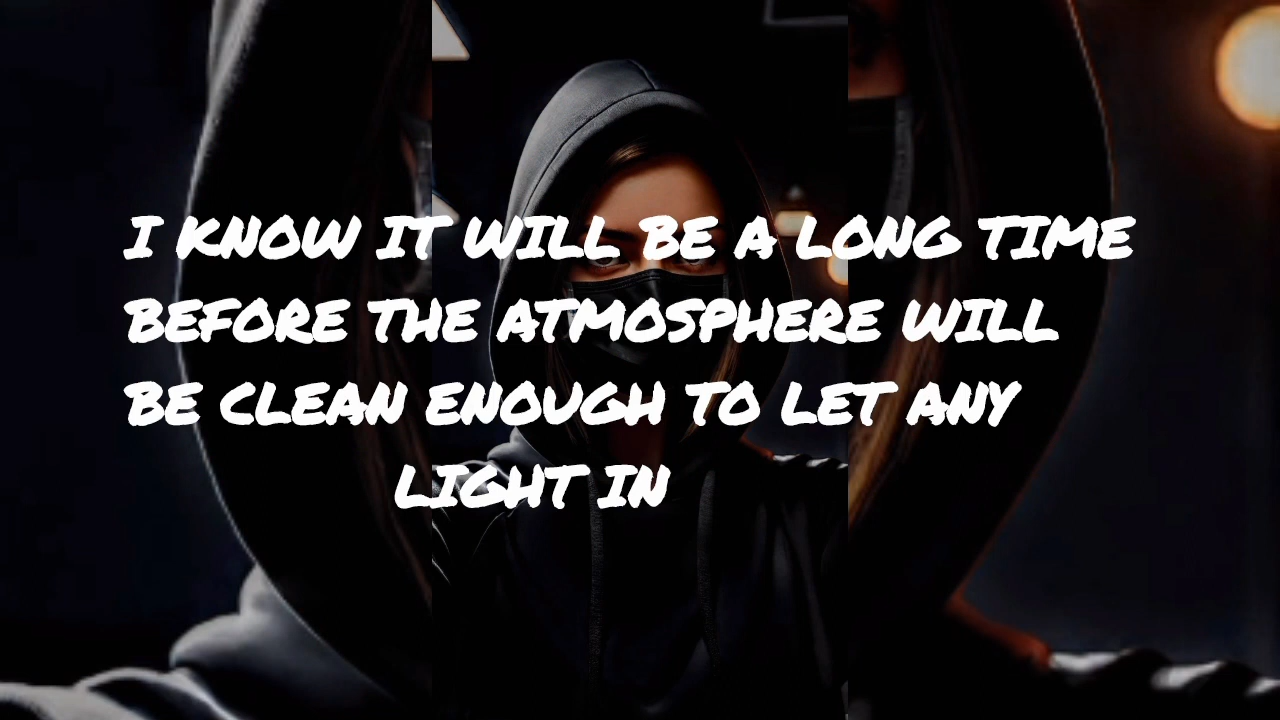 I KNOW IT WILL BE A LONG TIME
BEFORE THE ATMOSPHERE WILL
BE CLEAN ENOUGH TO LET ANY
LIGHT IN